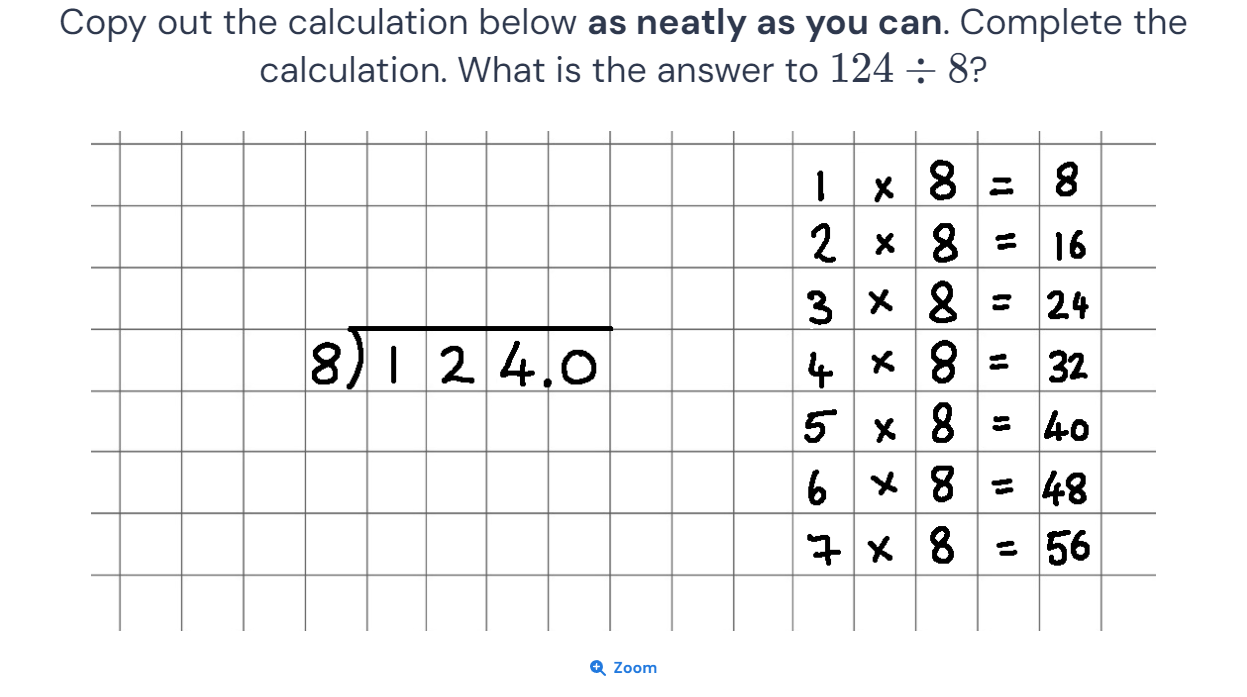 Copy out the calculation below as neatly as you can. Complete the
calculation. What is the answer to 124 ÷ 8?
1 × 8 = 8
2 × 8 = 16
3 × 8 = 24
8)124.0
4 × 8 = 32
5 × 8 = 40
6 × 8 = 48
7 × 8 = 56
Zoom